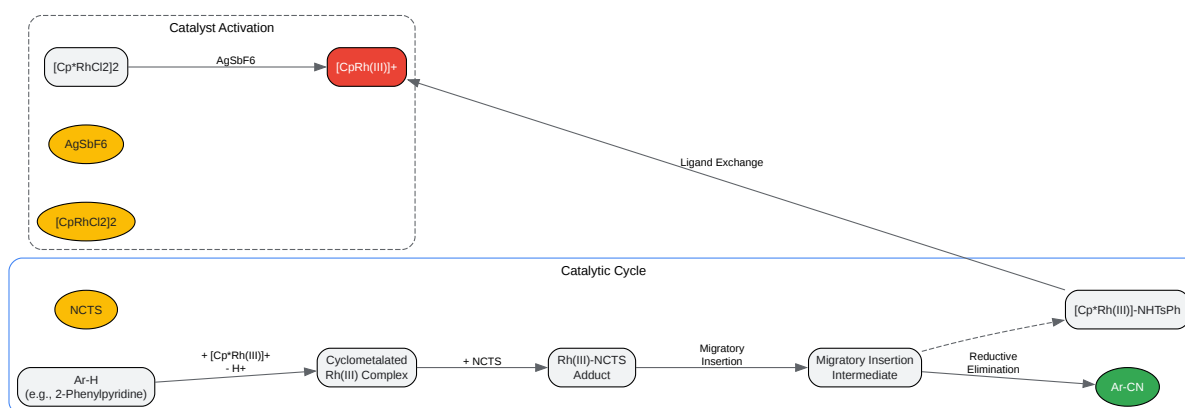 Catalyst Activation
[Cp*RhCl2]2
AgSbF6
[CpRh(III)]+
AgSbF6
[CpRhCl2]2
Ligand Exchange
Catalytic Cycle
NCTS
[Cp*Rh(III)]-NHTsPh
Ar-H
(e.g., 2-Phenylpyridine)
+ [Cp*Rh(III)]+
- H+
Cyclometalated
Rh(III) Complex
+ NCTS
Rh(III)-NCTS
Adduct
Migratory
Insertion
Migratory Insertion
Intermediate
Reductive
Elimination
Ar-CN